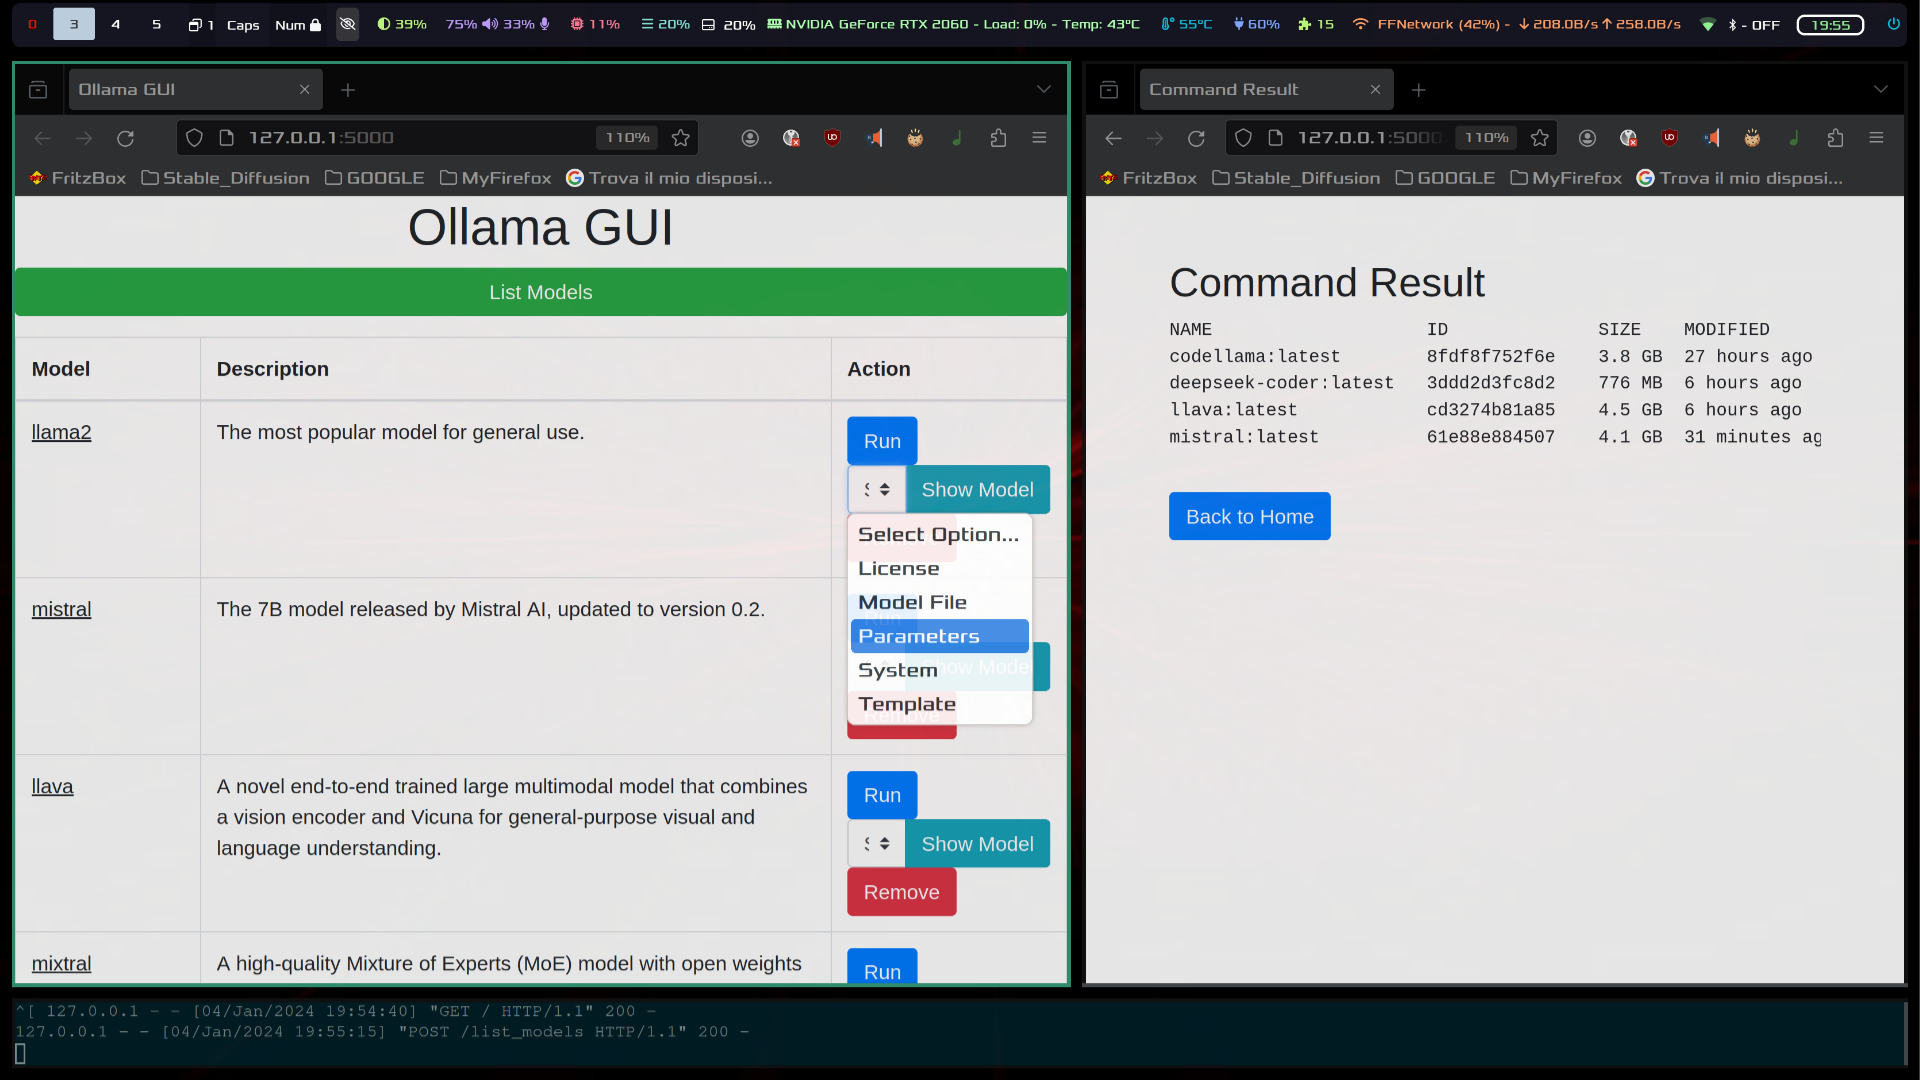 0 3 4 5 1 Caps Num 39% 75% 33% 11% 20% 20% NVIDIA GeForce RTX 2060 - Load: 0% - Temp: 43°C 55°C 60% 15 FFNetwork (42%) - 208.0B/s 258.0B/s - OFF 19:55
Ollama GUI
127.0.0.1:5000 110%
FritzBox Stable_Diffusion GOOGLE MyFirefox Trova il mio disposi...
Ollama GUI
List Models
Model Description Action
llama2 The most popular model for general use. Run
S Show Model
Select Option...
License
Model File
Parameters
System
Template
mistral The 7B model released by Mistral AI, updated to version 0.2. Run
Show Model
Remove
llava A novel end-to-end trained large multimodal model that combines Run
a vision encoder and Vicuna for general-purpose visual and
language understanding.
S Show Model
Remove
mixtral A high-quality Mixture of Experts (MoE) model with open weights Run
Command Result
127.0.0.1:5000 110%
FritzBox Stable_Diffusion GOOGLE MyFirefox Trova il mio disposi...
Command Result
NAME ID SIZE MODIFIED
codellama:latest 8fdf8f752f6e 3.8 GB 27 hours ago
deepseek-coder:latest 3ddd2d3fc8d2 776 MB 6 hours ago
llava:latest cd3274b81a85 4.5 GB 6 hours ago
mistral:latest 61e88e884507 4.1 GB 31 minutes ag
Back to Home
^[ 127.0.0.1 - - [04/Jan/2024 19:54:40] "GET / HTTP/1.1" 200 -
127.0.0.1 - - [04/Jan/2024 19:55:15] "POST /list_models HTTP/1.1" 200 -